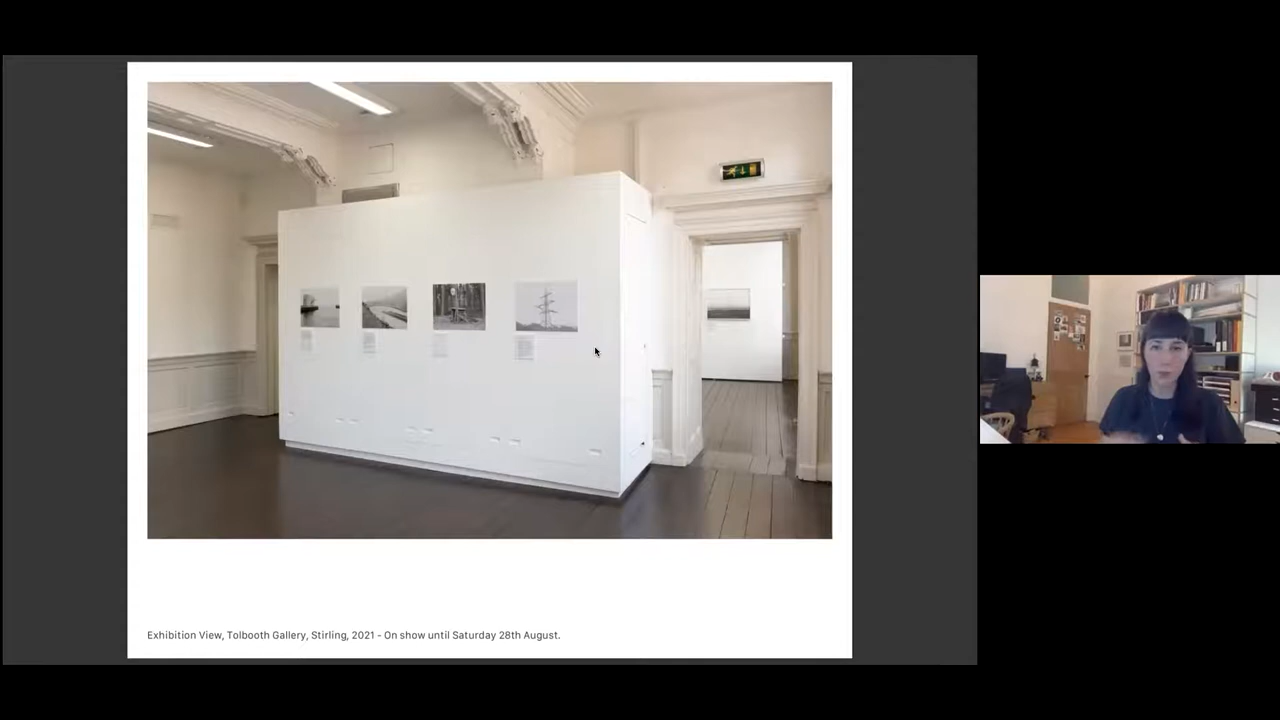 Exhibition View, Tolbooth Gallery, Stirling, 2021 - On show until Saturday 28th August.